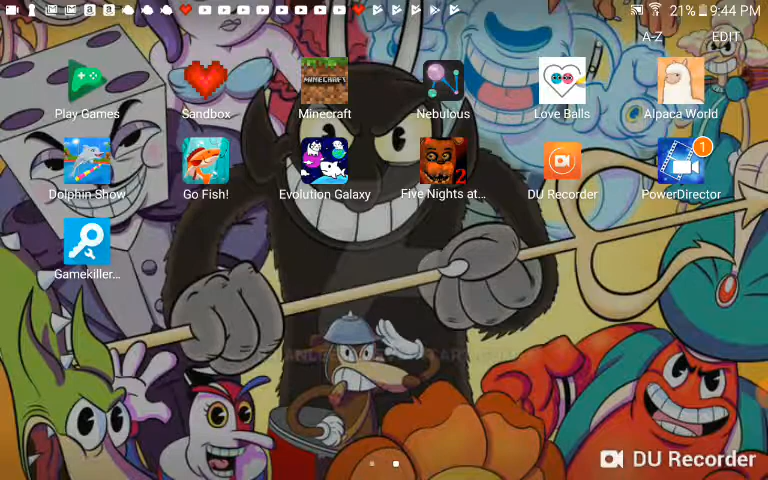 21% 9:44 PM
A-Z EDIT
Play Games Sandbox Minecraft Nebulous Love Balls Alpaca World
MINECRAFT
Dolphin Show Go Fish! Evolution Galaxy Five Nights at... DU Recorder PowerDirector
2
1
Gamekiller...
DU Recorder